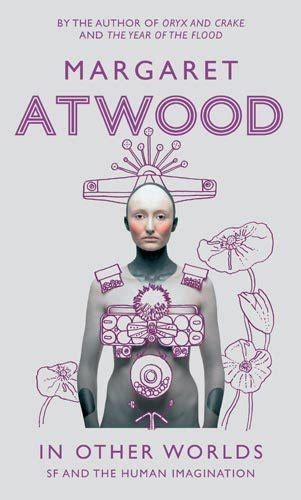 BY THE AUTHOR OF ORYX AND CRAKE
AND THE YEAR OF THE FLOOD
MARGARET
ATWOOD
IN OTHER WORLDS
SF AND THE HUMAN IMAGINATION